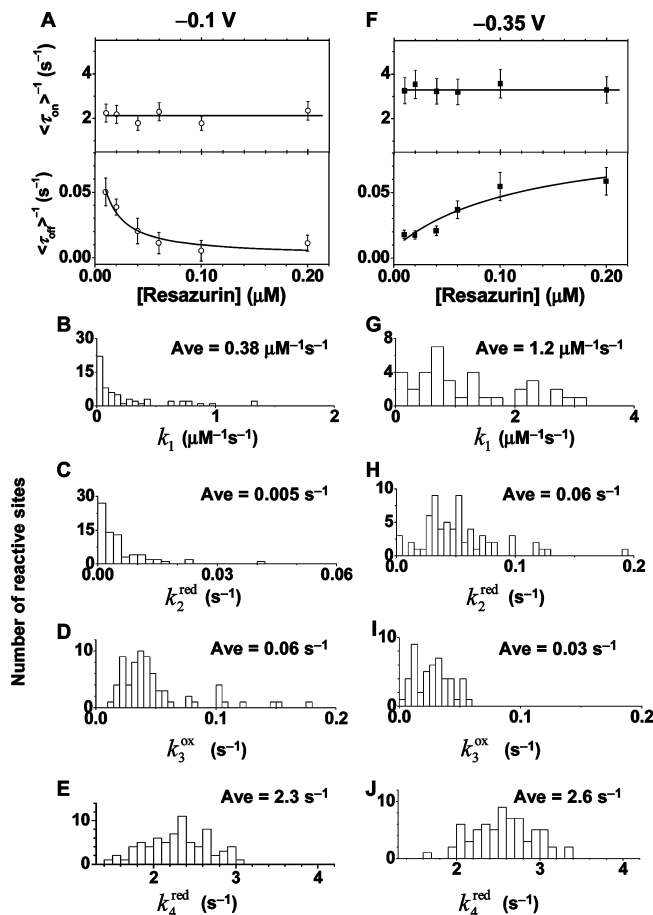 A
−0.1 V
<τon>−1 (s−1)
4
2
0
<τoff>−1 (s−1)
0.05
0.00
0.00 0.10 0.20
[Resazurin] (μM)
F
−0.35 V
<τon>−1 (s−1)
4
2
0
<τoff>−1 (s−1)
0.05
0.00
0.00 0.10 0.20
[Resazurin] (μM)
Number of reactive sites
B
Ave = 0.38 μM−1s−1
30
15
0
0 1 2
k1 (μM−1s−1)
G
Ave = 1.2 μM−1s−1
8
4
0
0 2 4
k1 (μM−1s−1)
C
Ave = 0.005 s−1
30
15
0
0.00 0.03 0.06
k2red (s−1)
H
Ave = 0.06 s−1
10
0
0.0 0.1 0.2
k2red (s−1)
D
Ave = 0.06 s−1
10
0
0.0 0.1 0.2
k3ox (s−1)
I
Ave = 0.03 s−1
10
0
0.0 0.1 0.2
k3ox (s−1)
E
Ave = 2.3 s−1
10
0
2 3 4
k4red (s−1)
J
Ave = 2.6 s−1
10
0
2 3 4
k4red (s−1)